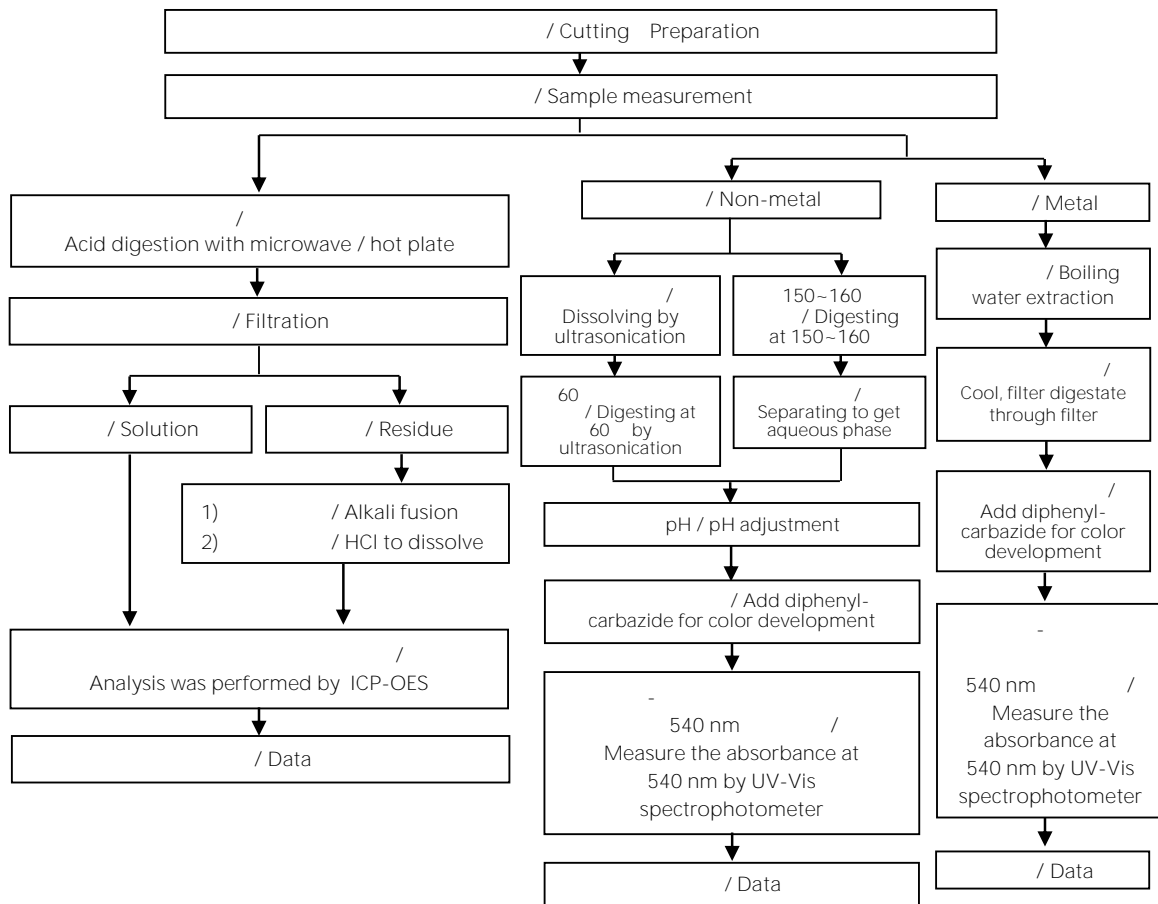 / Cutting Preparation
/ Sample measurement
/
Acid digestion with microwave / hot plate
/ Filtration
/ Solution
/ Residue
1) / Alkali fusion
2) / HCl to dissolve
/
Analysis was performed by ICP-OES
/ Data
/ Non-metal
/
Dissolving by
ultrasonication
60
/ Digesting at
60 by
ultrasonication
150~160
/ Digesting
at 150~160
/
Separating to get
aqueous phase
pH / pH adjustment
/ Add diphenyl-
carbazide for color development
-
540 nm /
Measure the absorbance at
540 nm by UV-Vis
spectrophotometer
/ Data
/ Metal
/ Boiling
water extraction
/
Cool, filter digestate
through filter
/
Add diphenyl-
carbazide for color
development
-
540 nm /
Measure the
absorbance at
540 nm by UV-Vis
spectrophotometer
/ Data